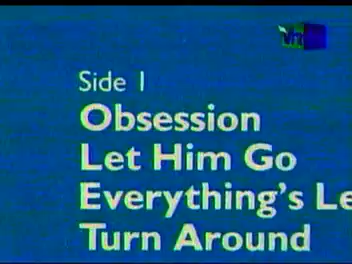 Side 1
Obsession
Let Him Go
Everything's Le
Turn Around